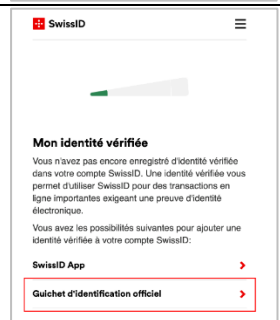 SwissID
Mon identité vérifiée
Vous n'avez pas encore enregistré d'identité vérifiée
dans votre compte SwissID. Une identité vérifiée vous
permet d'utiliser SwissID pour des transactions en
ligne importantes exigeant une preuve d'identité
électronique.
Vous avez les possibilités suivantes pour ajouter une
identité vérifiée à votre compte SwissID:
SwissID App
Guichet d'identification officiel